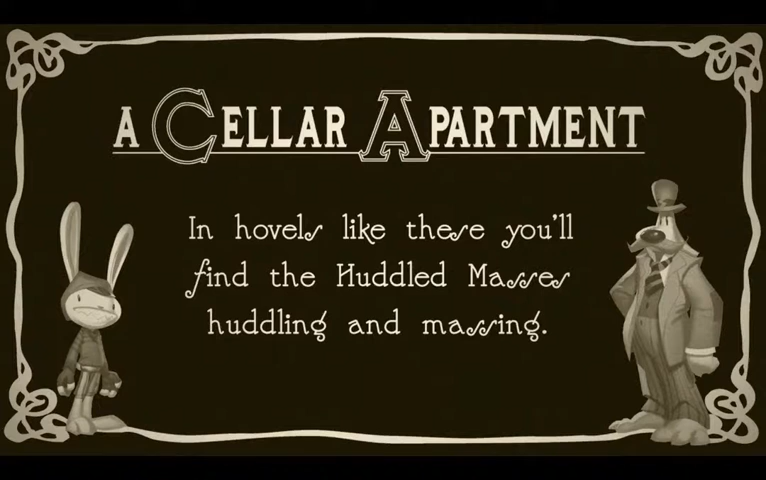 A CELLAR APARTMENT
In hovels like these you'll
find the Huddled Masses
huddling and massing.